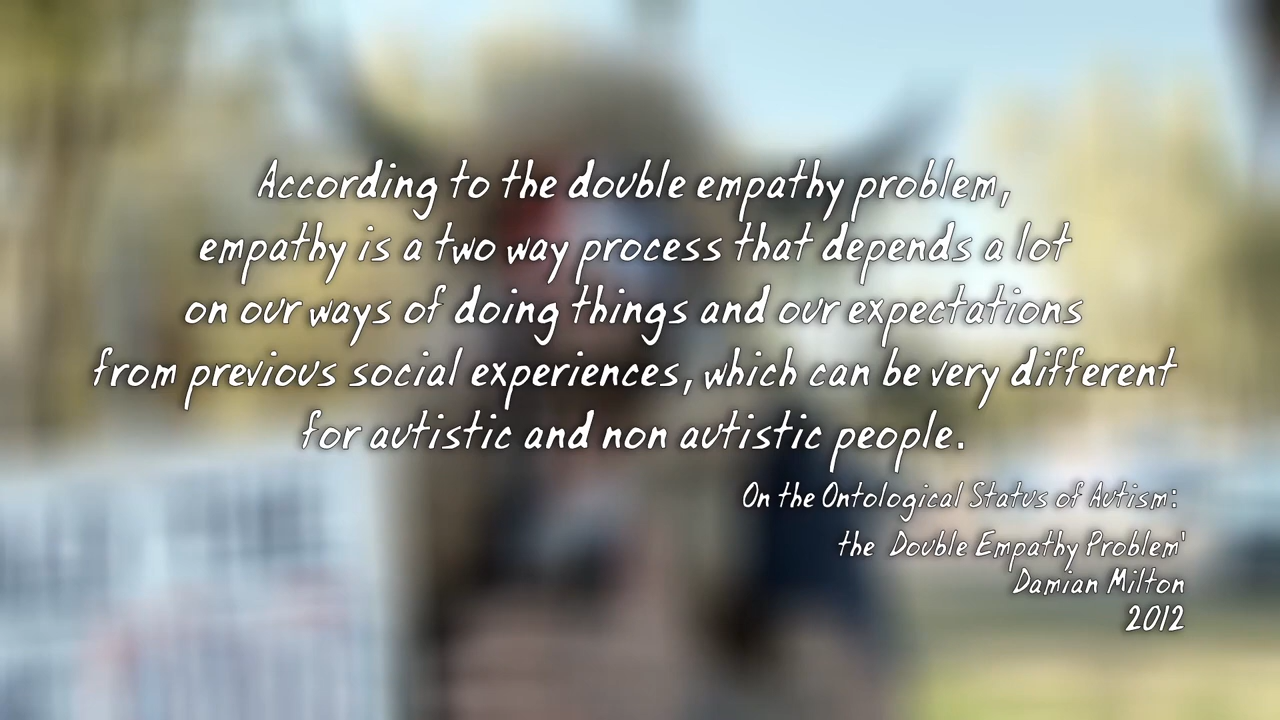 According to the double empathy problem,
empathy is a two way process that depends a lot
on our ways of doing things and our expectations
from previous social experiences, which can be very different
for autistic and non autistic people.
On the Ontological Status of Autism:
the Double Empathy Problem'
Damian Milton
2012